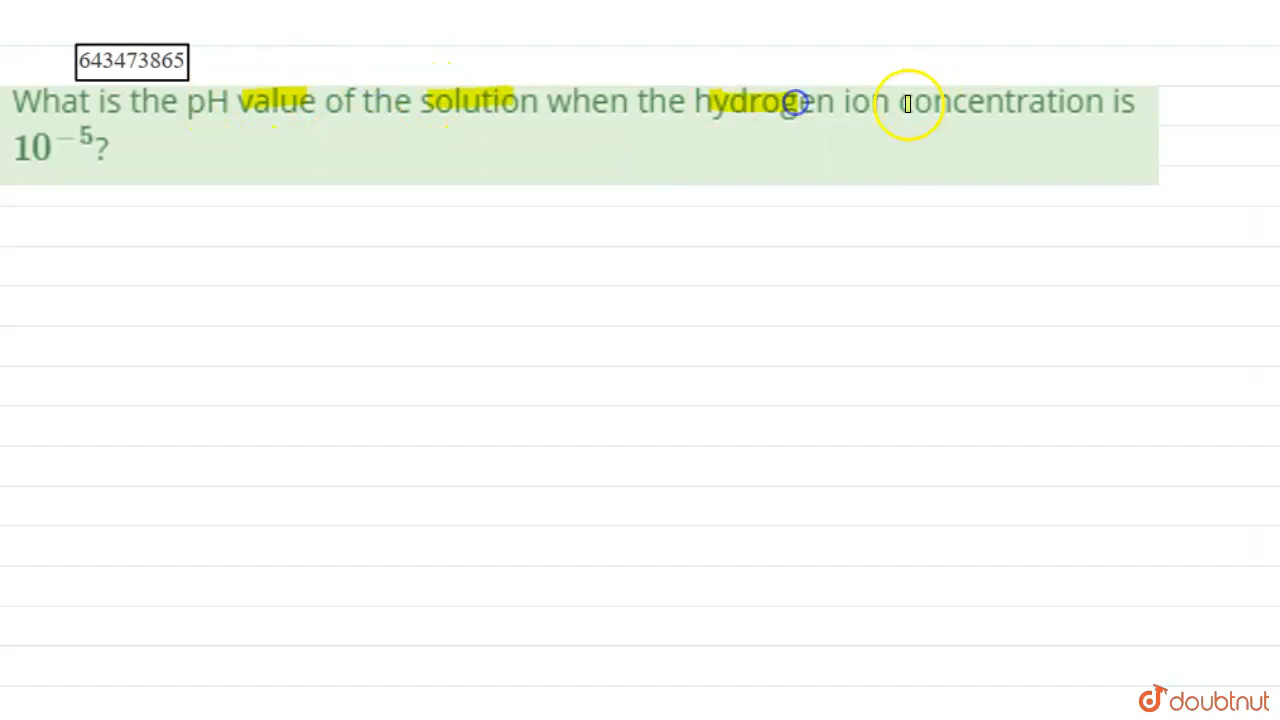 643473865
What is the pH value of the solution when the hydrogen ion concentration is
10⁻⁵?
doubtnut